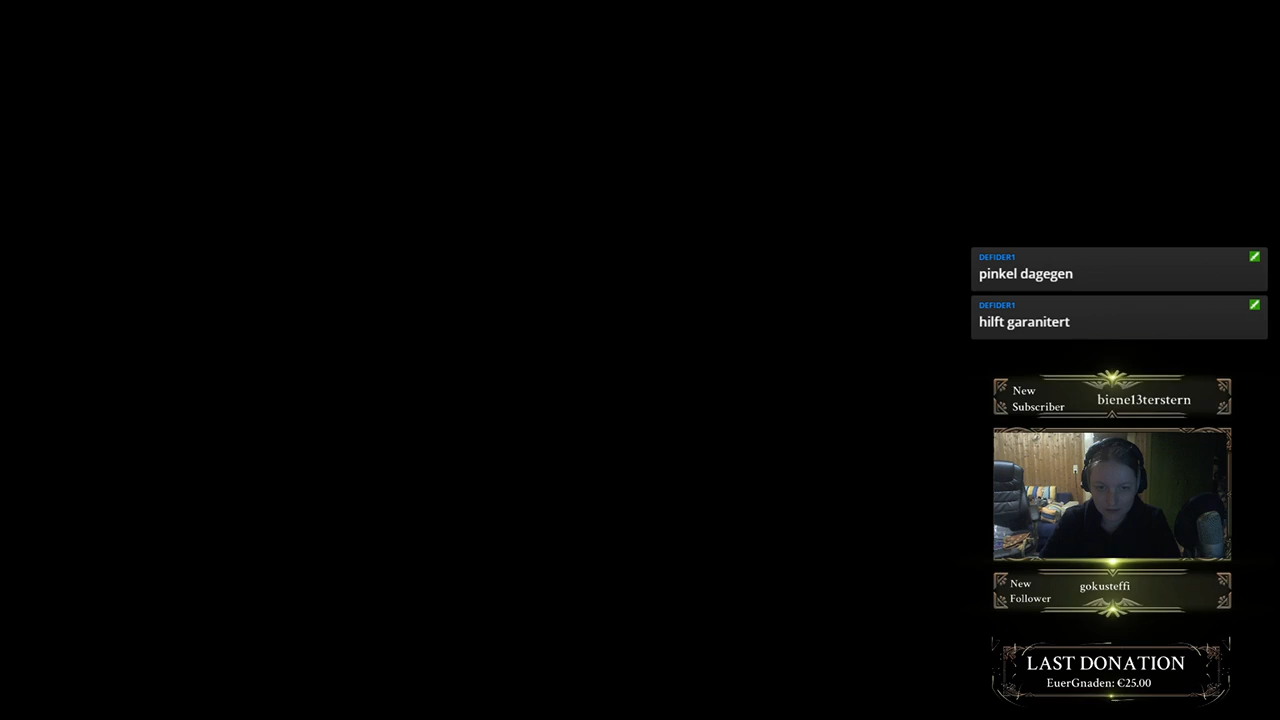 DEFIDER1
pinkel dagegen
DEFIDER1
hilft garanitert
New
Subscriber
biene13terstern
New
Follower
gokusteffi
LAST DONATION
EuerGnaden: €25.00